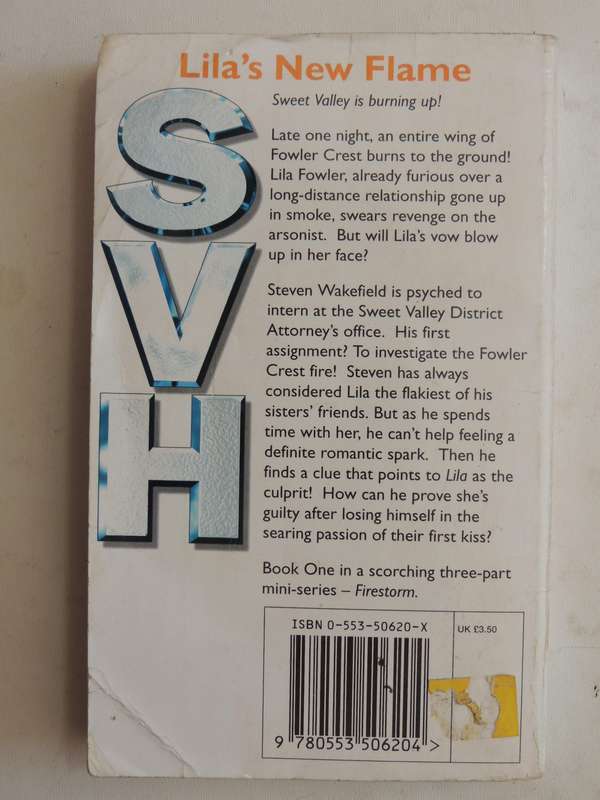 Lila's New Flame
Sweet Valley is burning up!
S
V
H
Late one night, an entire wing of
Fowler Crest burns to the ground!
Lila Fowler, already furious over a
long-distance relationship gone up
in smoke, swears revenge on the
arsonist. But will Lila's vow blow
up in her face?
Steven Wakefield is psyched to
intern at the Sweet Valley District
Attorney's office. His first
assignment? To investigate the Fowler
Crest fire! Steven has always
considered Lila the flakiest of his
sisters' friends. But as he spends
time with her, he can't help feeling a
definite romantic spark. Then he
finds a clue that points to Lila as the
culprit! How can he prove she's
guilty after losing himself in the
searing passion of their first kiss?
Book One in a scorching three-part
mini-series – Firestorm.
ISBN 0-553-50620-X
UK £3.50
9 780553 506204 >